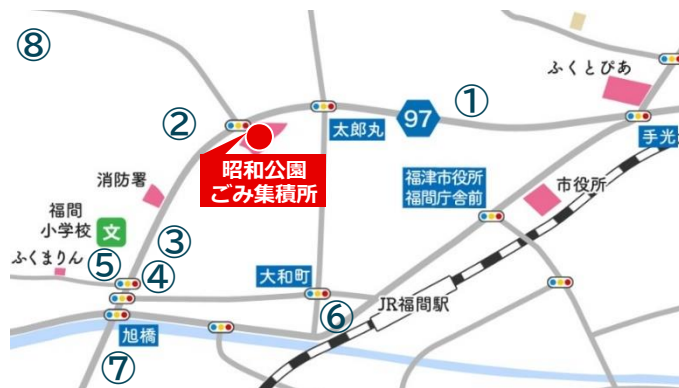 ⑧
ふくとぴあ
①
②
97
太郎丸
手光
昭和公園
ごみ集積所
消防署
福津市役所
福間庁舎前
市役所
福間
小学校
文
③
ふくまりん
⑤
④
大和町
JR福間駅
⑥
旭橋
⑦